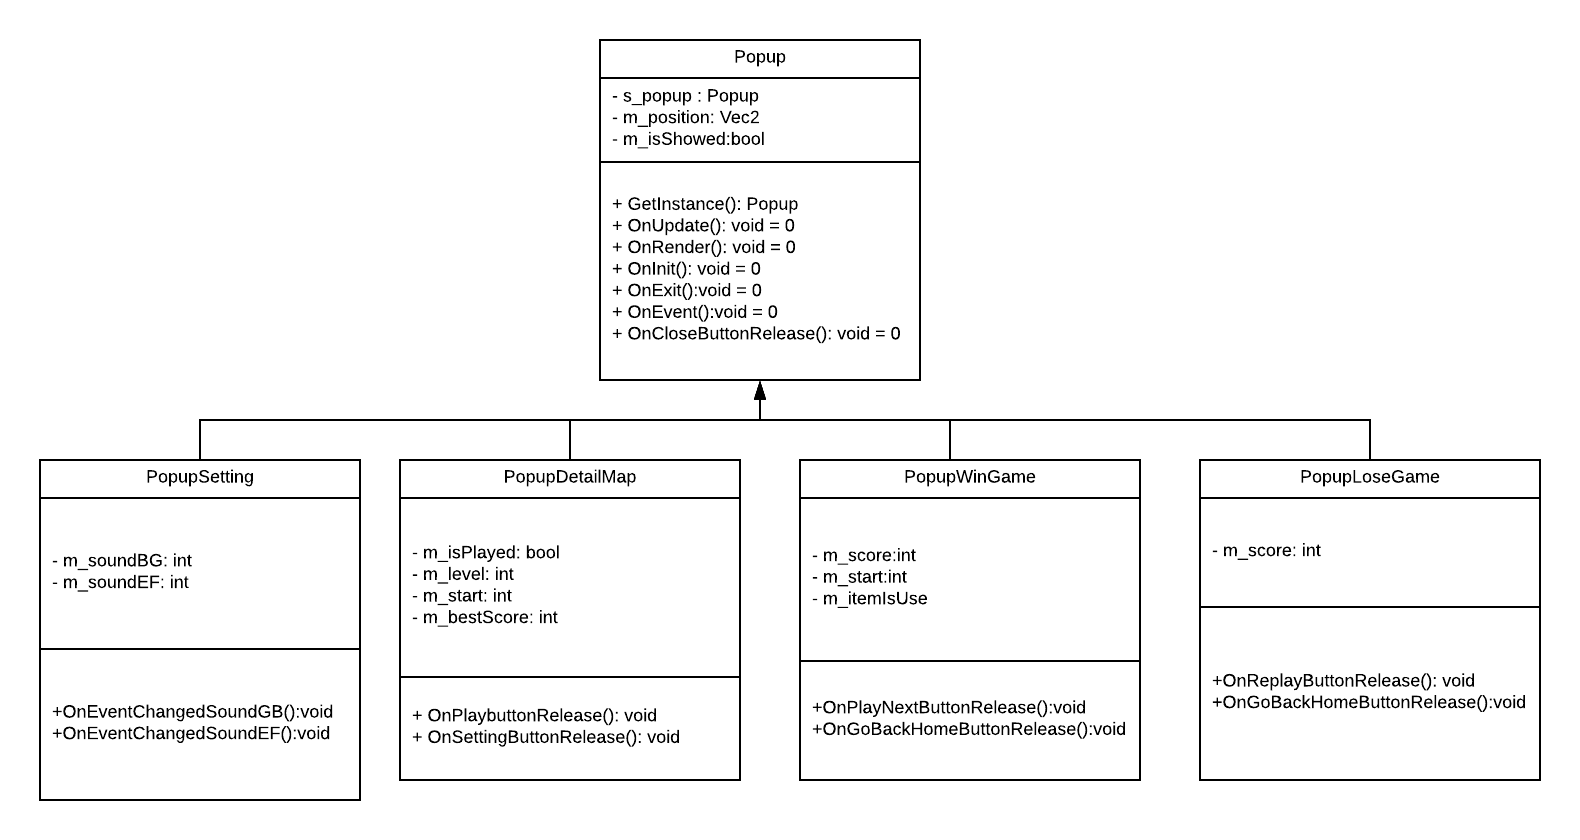 Popup
- s_popup : Popup
- m_position: Vec2
- m_isShowed:bool
+ GetInstance(): Popup
+ OnUpdate(): void = 0
+ OnRender(): void = 0
+ OnInit(): void = 0
+ OnExit():void = 0
+ OnEvent():void = 0
+ OnCloseButtonRelease(): void = 0
PopupSetting
- m_soundBG: int
- m_soundEF: int
+OnEventChangedSoundGB():void
+OnEventChangedSoundEF():void
PopupDetailMap
- m_isPlayed: bool
- m_level: int
- m_start: int
- m_bestScore: int
+ OnPlaybuttonRelease(): void
+ OnSettingButtonRelease(): void
PopupWinGame
- m_score:int
- m_start:int
- m_itemIsUse
+OnPlayNextButtonRelease():void
+OnGoBackHomeButtonRelease():void
PopupLoseGame
- m_score: int
+OnReplayButtonRelease(): void
+OnGoBackHomeButtonRelease():void